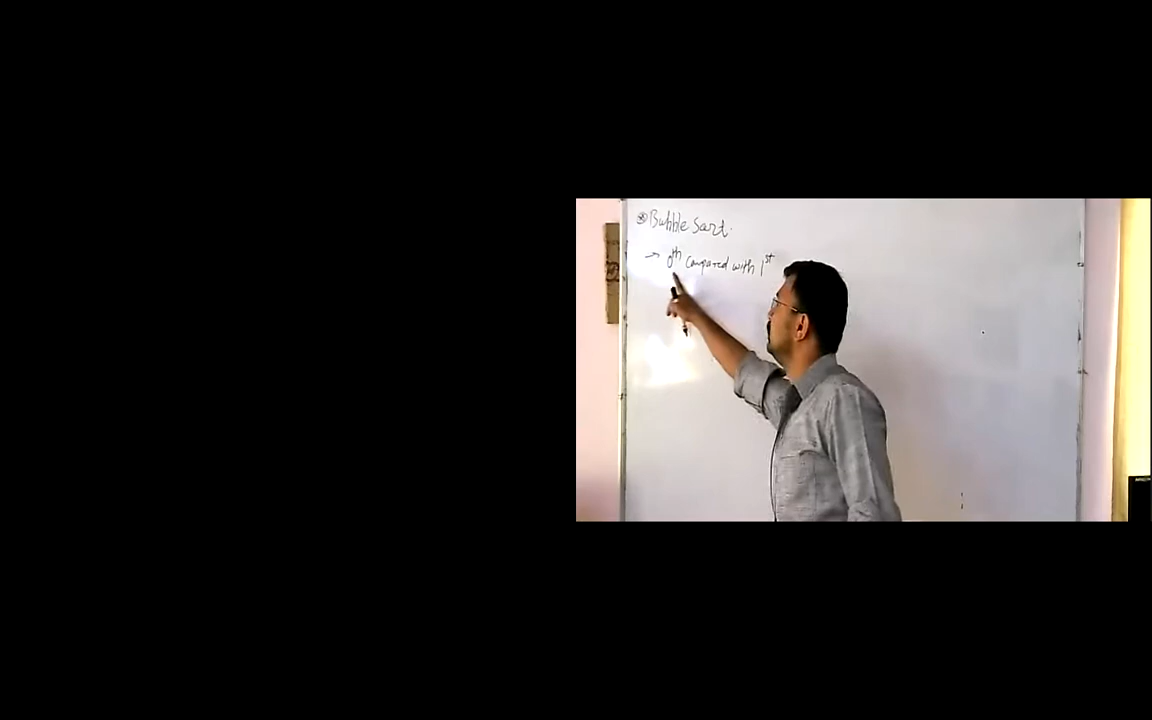 ⊛ Bubble Sort.
→ 0th Compared with 1st